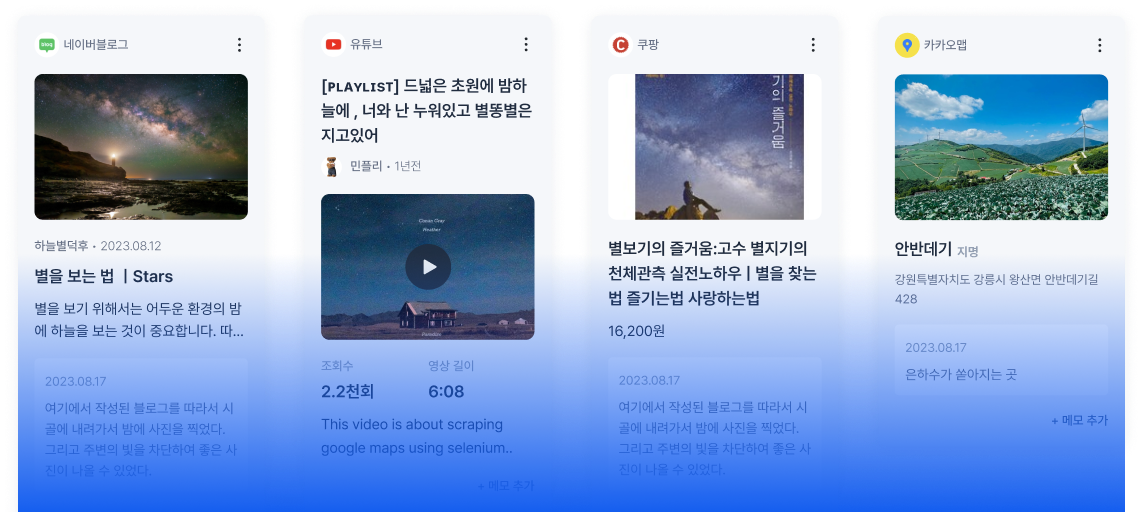 blog
네이버블로그
하늘별덕후 • 2023.08.12
별을 보는 법 ㅣStars
별을 보기 위해서는 어두운 환경의 밤
에 하늘을 보는 것이 중요합니다. 따...
2023.08.17
여기에서 작성된 블로그를 따라서 시
골에 내려가서 밤에 사진을 찍었다.
그리고 주변의 빛을 차단하여 좋은 사
진이 나올 수 있었다.
유튜브
[ᴘʟᴀʏʟɪsᴛ] 드넓은 초원에 밤하
늘에 , 너와 난 누워있고 별똥별은
지고있어
민플리 • 1년전
조회수
영상 길이
2.2천회
6:08
This video is about scraping
google maps using selenium..
+ 메모 추가
C
쿠팡
기의 즐거움
별보기의 즐거움:고수 별지기의
천체관측 실전노하우 | 별을 찾는
법 즐기는법 사랑하는법
16,200원
2023.08.17
여기에서 작성된 블로그를 따라서 시
골에 내려가서 밤에 사진을 찍었다.
그리고 주변의 빛을 차단하여 좋은 사
진이 나올 수 있었다.
카카오맵
안반데기 지명
강원특별자치도 강릉시 왕산면 안반데기길
428
2023.08.17
은하수가 쏟아지는 곳
+ 메모 추가